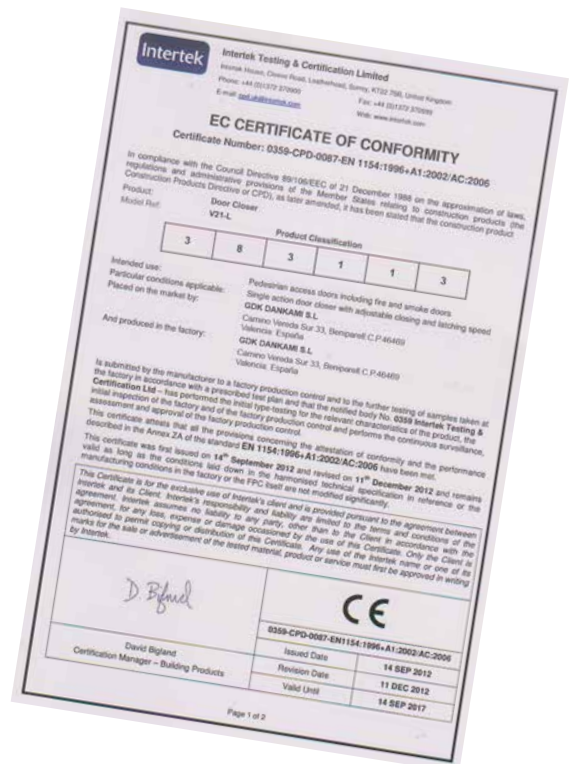 Intertek
Intertek Testing & Certification Limited
Intertek House, Cleeve Road, Leatherhead, Surrey, KT22 7SB, United Kingdom
Phone: +44 (0)1372 370900 Fax: +44 (0)1372 370999
E-mail: Web: www.intertek.com
EC CERTIFICATE OF CONFORMITY
Certificate Number: 0359-CPD-0087-EN 1154:1996+A1:2002/AC:2006
In compliance with the Council Directive 89/106/EEC of 21 December 1988 on the approximation of laws,
regulations and administrative provisions of the Member States relating to construction products (the
Construction Products Directive or CPD), as later amended, it has been stated that the construction product
Product: Door Closer
Model Ref: V21-L
Product Classification
3 8 3 1 1 3
Intended use: Pedestrian access doors including fire and smoke doors
Particular conditions applicable: Single action door closer with adjustable closing and latching speed
Placed on the market by: GDK DANKAMI S.L
Camino Vereda Sur 33, Beniparrell C.P.46469
Valencia. España
And produced in the factory: GDK DANKAMI S.L
Camino Vereda Sur 33, Beniparrell C.P.46469
Valencia. España
Is submitted by the manufacturer to a factory production control and to the further testing of samples taken at
the factory in accordance with a prescribed test plan and that the notified body No. 0359 Intertek Testing &
Certification Ltd – has performed the initial type-testing for the relevant characteristics of the product, the
initial inspection of the factory and of the factory production control and performs the continuous surveillance,
assessment and approval of the factory production control.
This certificate attests that all the provisions concerning the attestation of conformity and the performance
described in the Annex ZA of the standard EN 1154:1996+A1:2002/AC:2006 have been met.
This certificate was first issued on 14th September 2012 and revised on 11th December 2012 and remains
valid as long as the conditions laid down in the harmonised technical specification in reference or the
manufacturing conditions in the factory or the FPC itself are not modified significantly.
This Certificate is for the exclusive use of Intertek's client and is provided pursuant to the agreement between
Intertek and its Client. Intertek's responsibility and liability are limited to the terms and conditions of the
agreement. Intertek assumes no liability to any party, other than to the Client in accordance with the
agreement, for any loss, expense or damage occasioned by the use of this Certificate. Only the Client is
authorised to permit copying or distribution of this Certificate. Any use of the Intertek name or one of its
marks for the sale or advertisement of the tested material, product or service must first be approved in writing
by Intertek.
CE
0359-CPD-0087-EN1154:1996+A1:2002/AC:2006
Issued Date 14 SEP 2012
Revision Date 11 DEC 2012
Valid Until 14 SEP 2017
David Bigland
Certification Manager – Building Products
Page 1 of 2